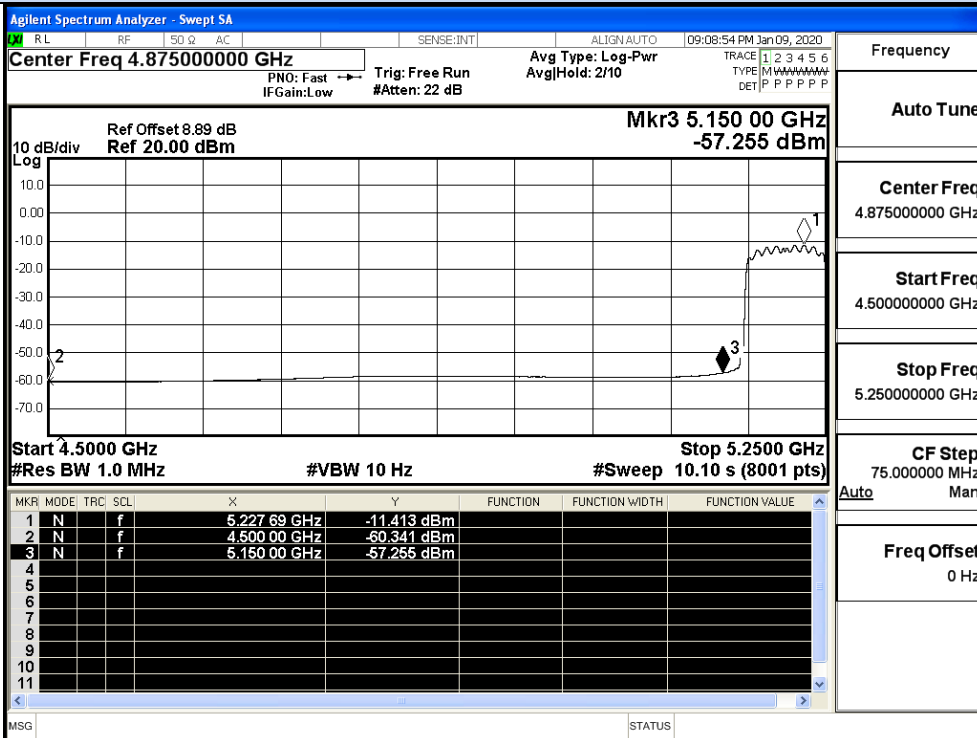 Agilent Spectrum Analyzer - Swept SA
LXI RL RF 50 Ω AC SENSE:INT ALIGN AUTO 09:08:54 PM Jan 09, 2020
Center Freq 4.875000000 GHz
PNO: Fast
IFGain:Low
Trig: Free Run
#Atten: 22 dB
Avg Type: Log-Pwr
Avg|Hold: 2/10
TRACE 1 2 3 4 5 6
TYPE M WWWWW
DET P P P P P P
Mkr3 5.150 00 GHz
-57.255 dBm
Ref Offset 8.89 dB
10 dB/div Ref 20.00 dBm
Log
10.0
0.00
-10.0
-20.0
-30.0
-40.0
-50.0
-60.0
-70.0
1
2
3
Start 4.5000 GHz Stop 5.2500 GHz
#Res BW 1.0 MHz #VBW 10 Hz #Sweep 10.10 s (8001 pts)
MKR MODE TRC SCL X Y FUNCTION FUNCTION WIDTH FUNCTION VALUE
1 N f 5.227 69 GHz -11.413 dBm
2 N f 4.500 00 GHz -60.341 dBm
3 N f 5.150 00 GHz -57.255 dBm
4
5
6
7
8
9
10
11
MSG STATUS
Frequency
Auto Tune
Center Freq
4.875000000 GHz
Start Freq
4.500000000 GHz
Stop Freq
5.250000000 GHz
CF Step
75.000000 MHz
Auto Man
Freq Offset
0 Hz